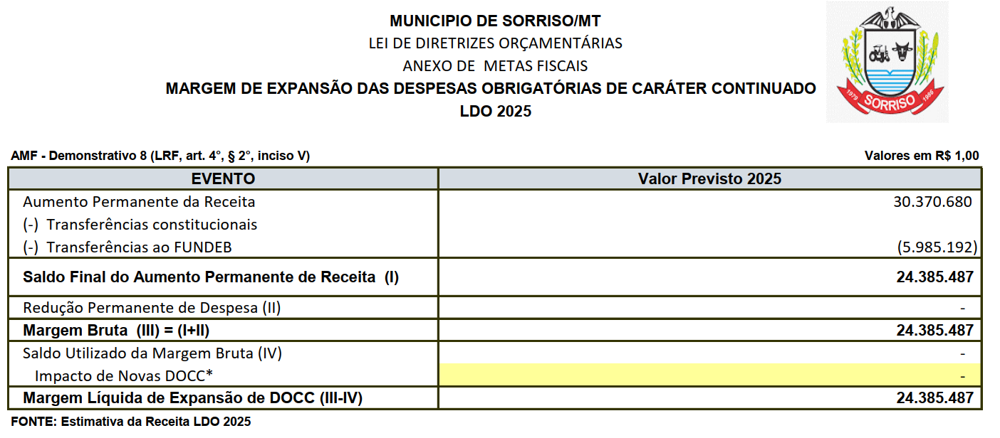 MUNICIPIO DE SORRISO/MT
LEI DE DIRETRIZES ORÇAMENTÁRIAS
ANEXO DE METAS FISCAIS
MARGEM DE EXPANSÃO DAS DESPESAS OBRIGATÓRIAS DE CARÁTER CONTINUADO
LDO 2025
1979 SORRISO 1986
AMF - Demonstrativo 8 (LRF, art. 4°, § 2°, inciso V) Valores em R$ 1,00
EVENTO Valor Previsto 2025
Aumento Permanente da Receita 30.370.680
(-) Transferências constitucionais
(-) Transferências ao FUNDEB (5.985.192)
Saldo Final do Aumento Permanente de Receita (I) 24.385.487
Redução Permanente de Despesa (II) -
Margem Bruta (III) = (I+II) 24.385.487
Saldo Utilizado da Margem Bruta (IV) -
Impacto de Novas DOCC* -
Margem Líquida de Expansão de DOCC (III-IV) 24.385.487
FONTE: Estimativa da Receita LDO 2025